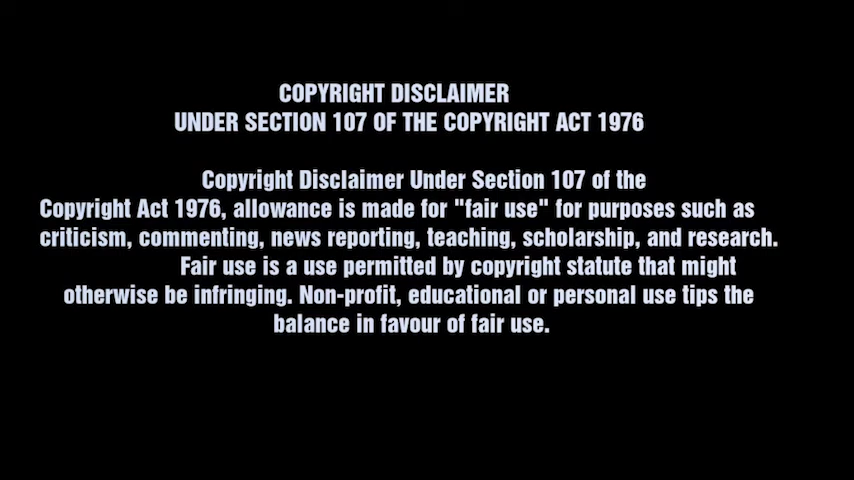 COPYRIGHT DISCLAIMER
UNDER SECTION 107 OF THE COPYRIGHT ACT 1976
Copyright Disclaimer Under Section 107 of the
Copyright Act 1976, allowance is made for "fair use" for purposes such as
criticism, commenting, news reporting, teaching, scholarship, and research.
Fair use is a use permitted by copyright statute that might
otherwise be infringing. Non-profit, educational or personal use tips the
balance in favour of fair use.